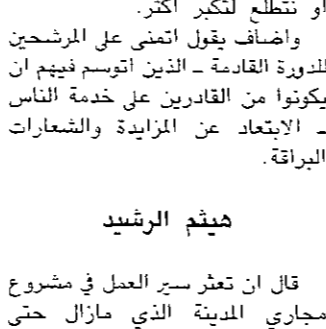 او نتطلع لتكبر اكثر.
واضاف يقول اتمنى على المرشحين
للدورة القادمة ـ الذين اتوسم فيهم ان
يكونوا من القادرين على خدمة الناس
ـ الابتعاد عن المزايدة والشعارات
البراقة.
هيثم الرشيد
قال ان تعثر سير العمل في مشروع
مجاري المدينة الذي مازال حتى